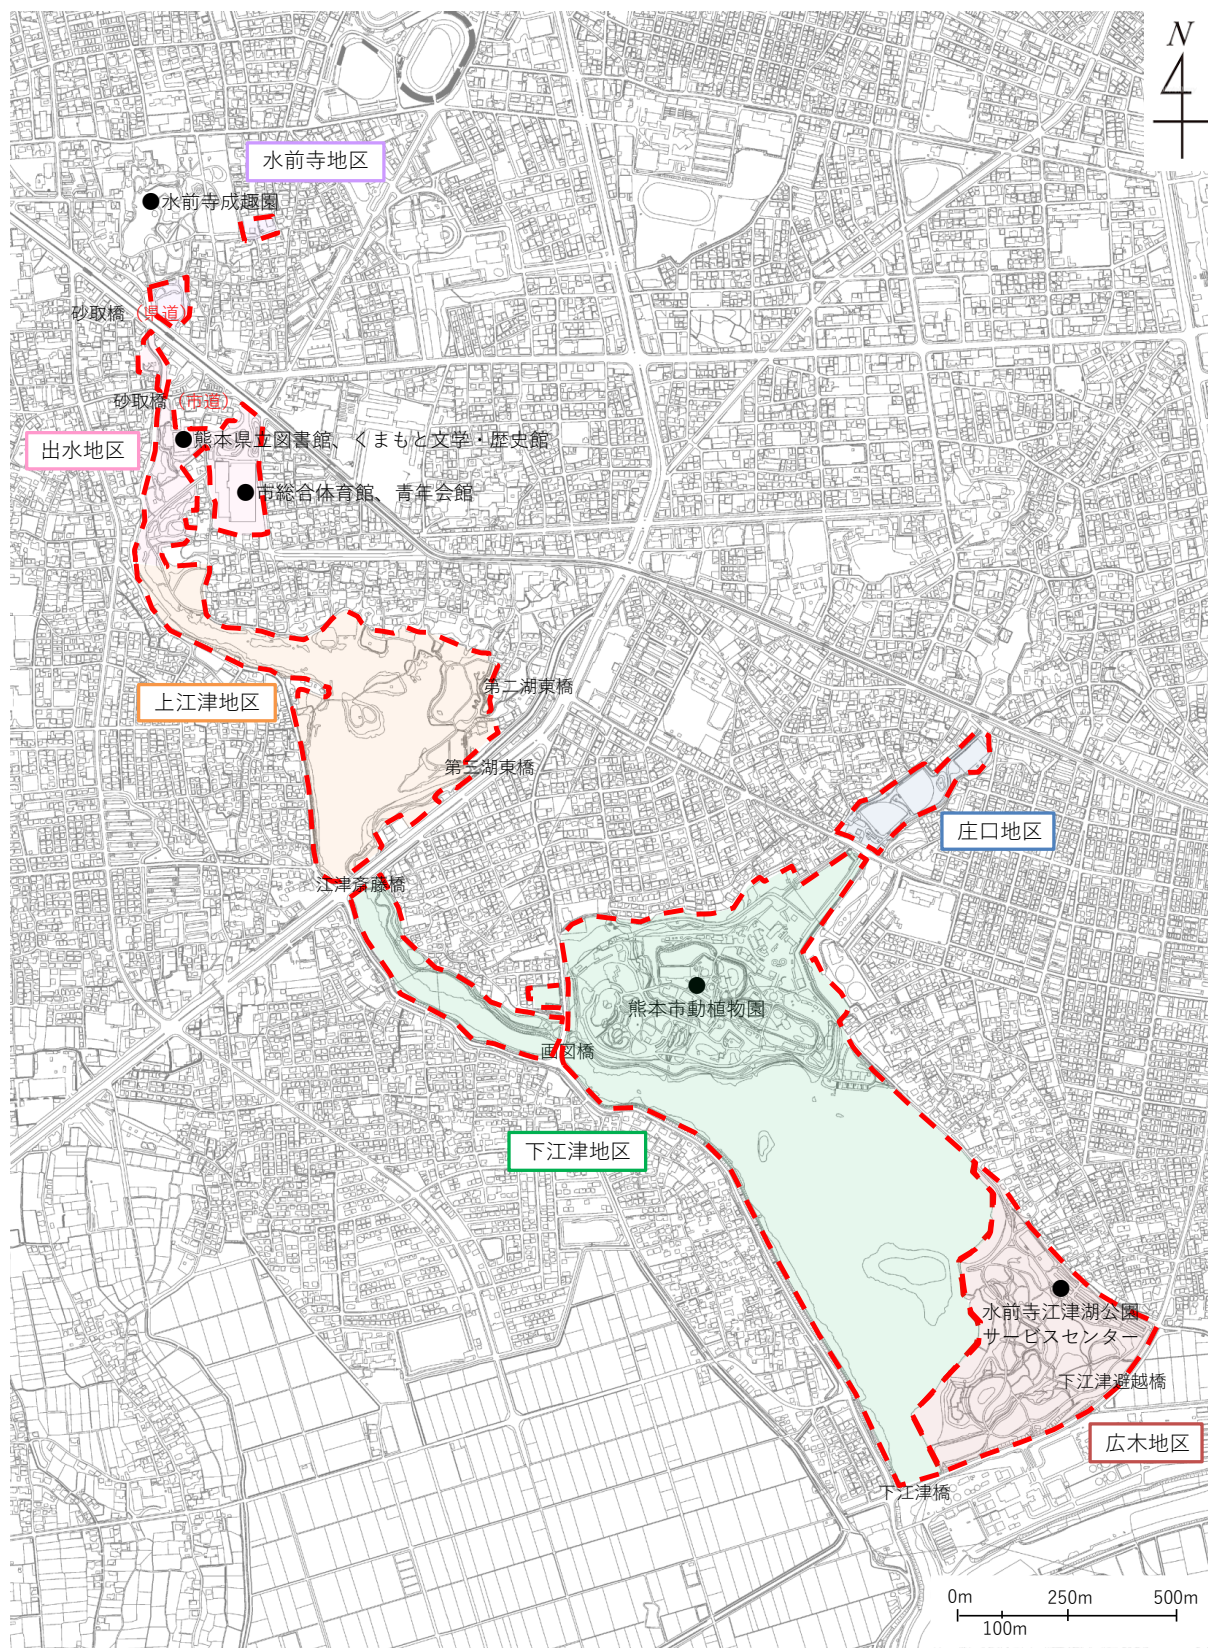 N
水前寺地区
水前寺成趣園
砂取橋（県道）
砂取橋（市道）
熊本県立図書館、くまもと文学・歴史館
出水地区
市総合体育館、青年会館
第二湖東橋
上江津地区
第三湖東橋
庄口地区
江津斎藤橋
熊本市動植物園
画図橋
下江津地区
水前寺江津湖公園
サービスセンター
下江津避越橋
広木地区
下江津橋
0m 250m 500m
100m